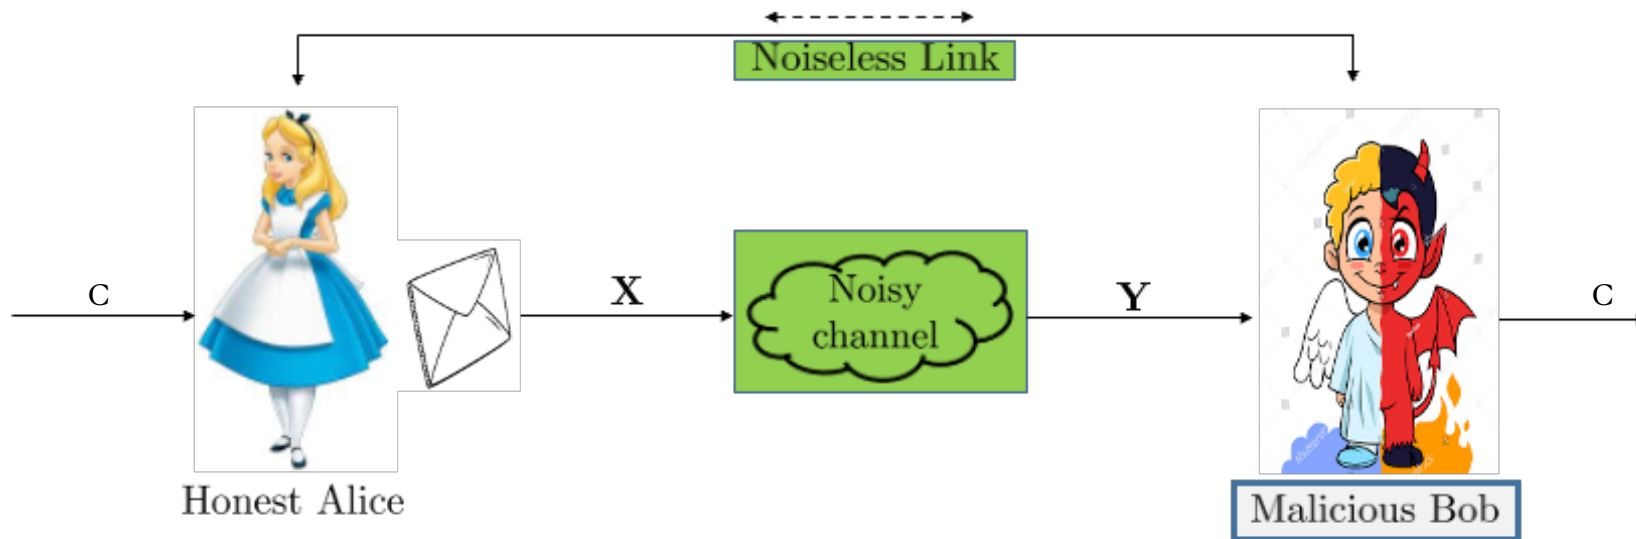 Noiseless Link
C
X
Noisy
channel
Y
C
Honest Alice
Malicious Bob